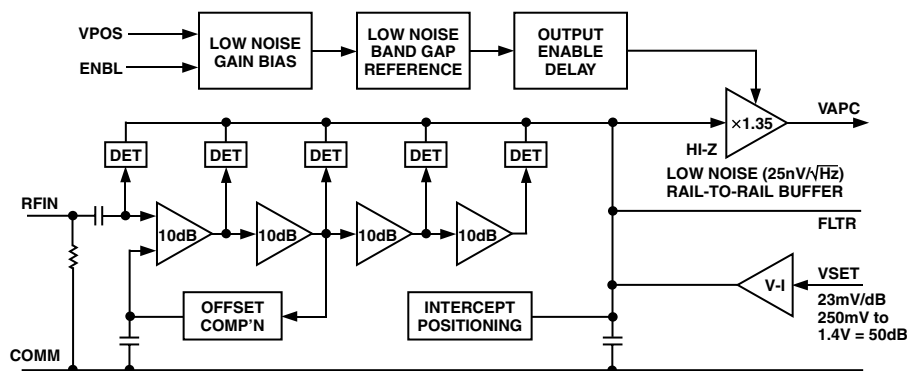 VPOS
ENBL
LOW NOISE
GAIN BIAS
LOW NOISE
BAND GAP
REFERENCE
OUTPUT
ENABLE
DELAY
×1.35
VAPC
HI-Z
LOW NOISE (25nV/√Hz)
RAIL-TO-RAIL BUFFER
DET
DET
DET
DET
DET
RFIN
10dB
10dB
10dB
10dB
FLTR
OFFSET
COMP'N
INTERCEPT
POSITIONING
V-I
VSET
23mV/dB
250mV to
1.4V = 50dB
COMM